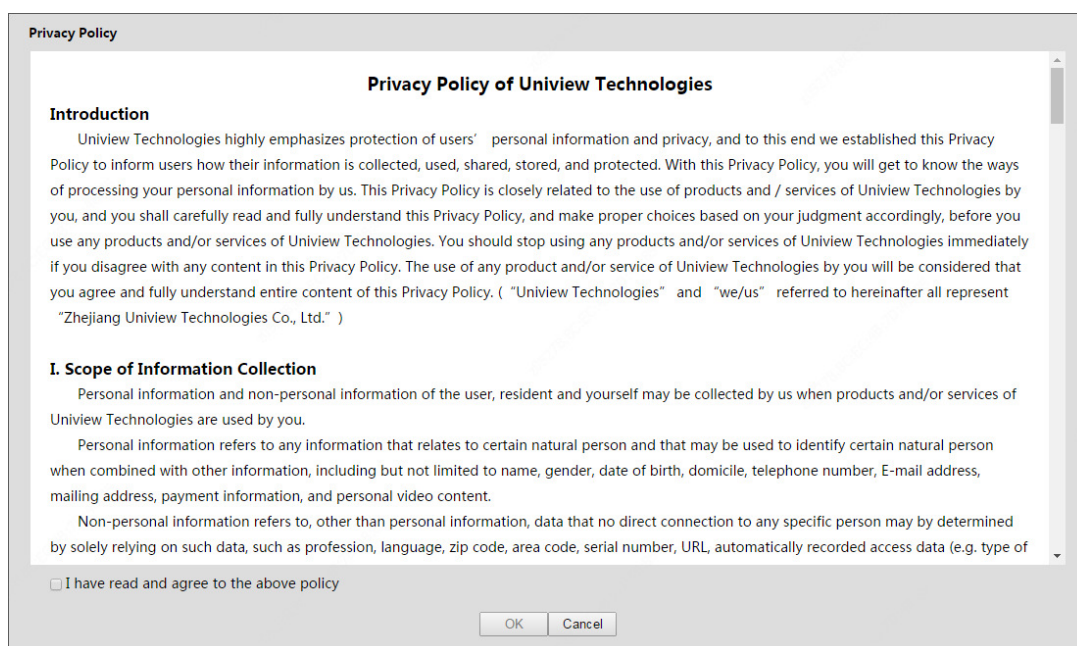 Privacy Policy
Privacy Policy of Uniview Technologies
Introduction
Uniview Technologies highly emphasizes protection of users’ personal information and privacy, and to this end we established this Privacy
Policy to inform users how their information is collected, used, shared, stored, and protected. With this Privacy Policy, you will get to know the ways
of processing your personal information by us. This Privacy Policy is closely related to the use of products and / services of Uniview Technologies by
you, and you shall carefully read and fully understand this Privacy Policy, and make proper choices based on your judgment accordingly, before you
use any products and/or services of Uniview Technologies. You should stop using any products and/or services of Uniview Technologies immediately
if you disagree with any content in this Privacy Policy. The use of any product and/or service of Uniview Technologies by you will be considered that
you agree and fully understand entire content of this Privacy Policy. ( “Uniview Technologies” and “we/us” referred to hereinafter all represent
“Zhejiang Uniview Technologies Co., Ltd.” )
I. Scope of Information Collection
Personal information and non-personal information of the user, resident and yourself may be collected by us when products and/or services of
Uniview Technologies are used by you.
Personal information refers to any information that relates to certain natural person and that may be used to identify certain natural person
when combined with other information, including but not limited to name, gender, date of birth, domicile, telephone number, E-mail address,
mailing address, payment information, and personal video content.
Non-personal information refers to, other than personal information, data that no direct connection to any specific person may by determined
by solely relying on such data, such as profession, language, zip code, area code, serial number, URL, automatically recorded access data (e.g. type of
I have read and agree to the above policy
OK
Cancel